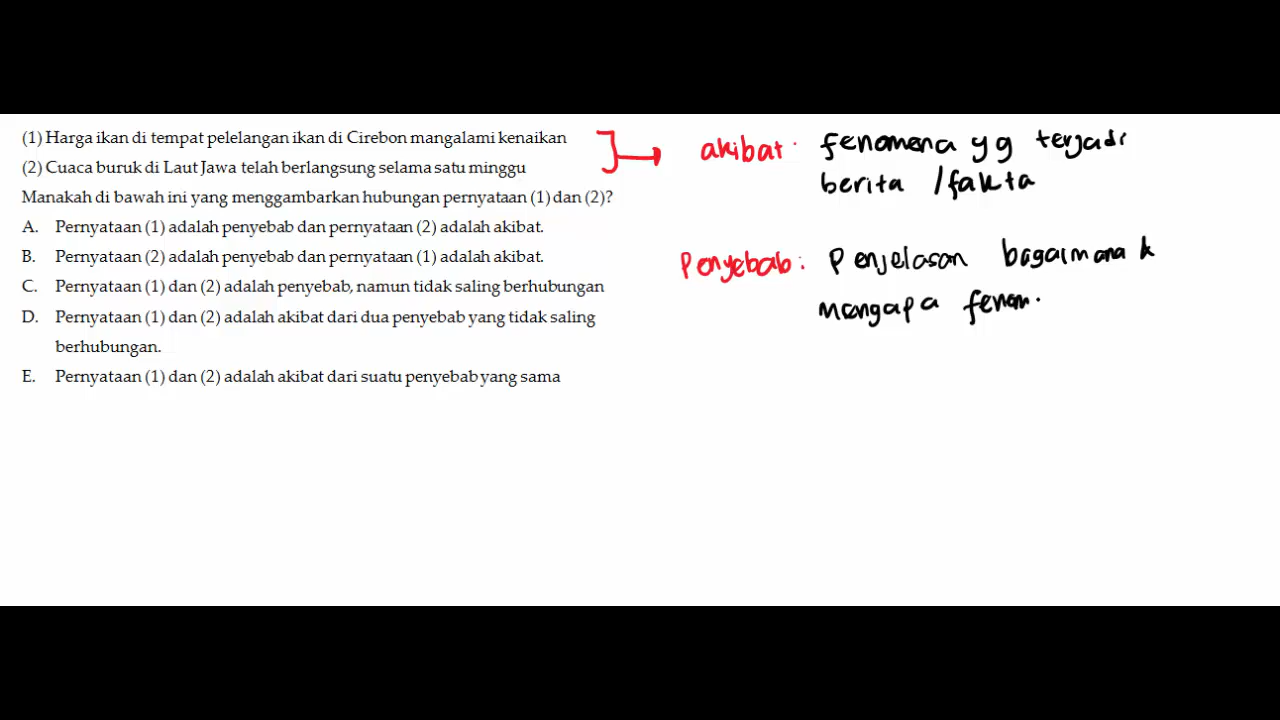 (1) Harga ikan di tempat pelelangan ikan di Cirebon mangalami kenaikan
(2) Cuaca buruk di Laut Jawa telah berlangsung selama satu minggu
Manakah di bawah ini yang menggambarkan hubungan pernyataan (1) dan (2)?
A. Pernyataan (1) adalah penyebab dan pernyataan (2) adalah akibat.
B. Pernyataan (2) adalah penyebab dan pernyataan (1) adalah akibat.
C. Pernyataan (1) dan (2) adalah penyebab, namun tidak saling berhubungan
D. Pernyataan (1) dan (2) adalah akibat dari dua penyebab yang tidak saling
berhubungan.
E. Pernyataan (1) dan (2) adalah akibat dari suatu penyebab yang sama
akibat : fenomena yg terjadi
berita / fakta
Penyebab : Penjelasan bagaimana &
mengapa fenom.